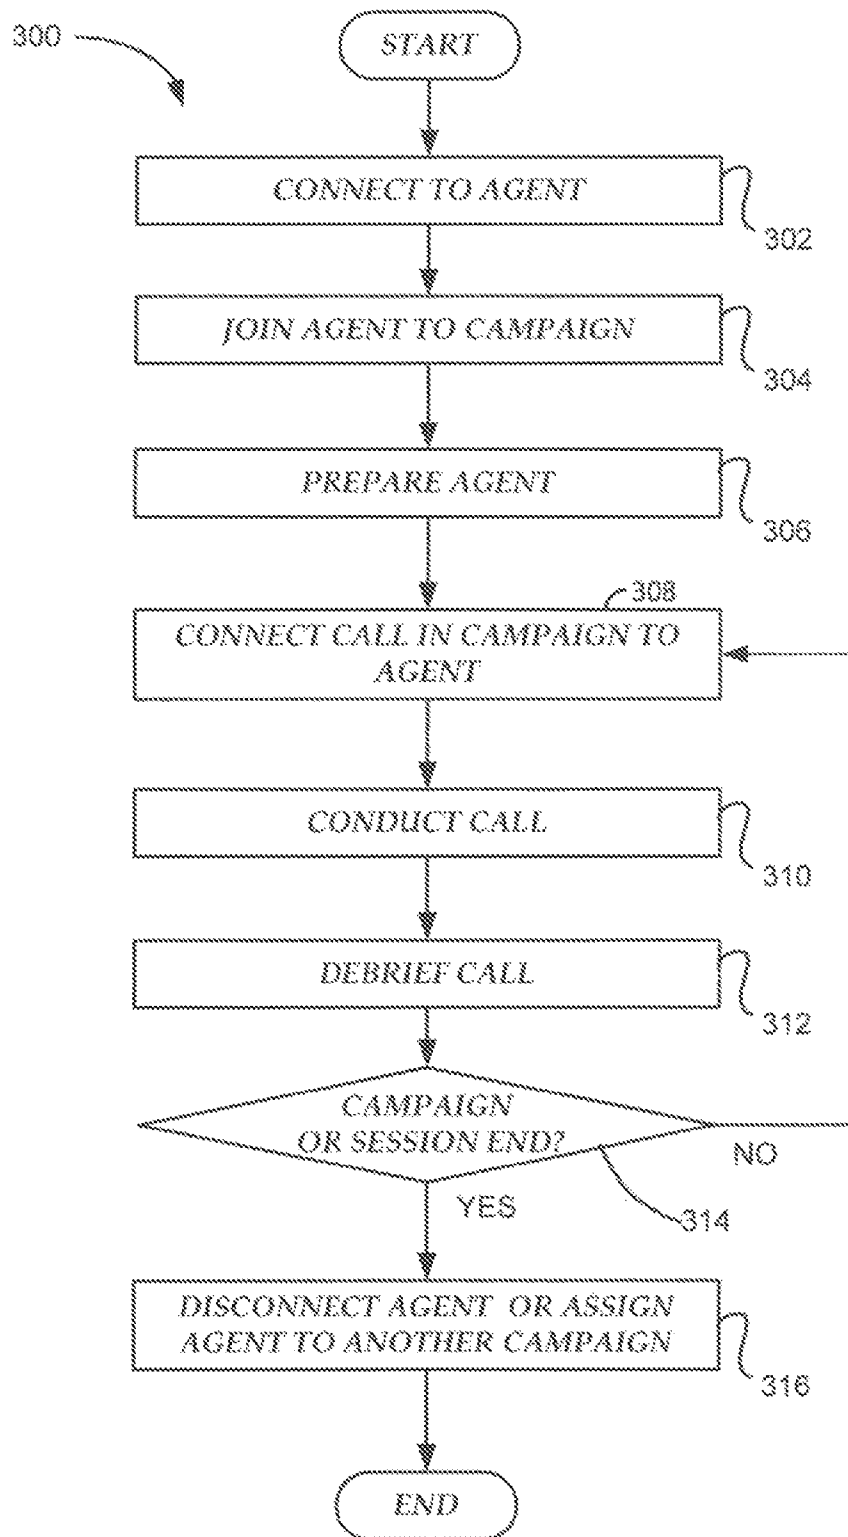 300
START
CONNECT TO AGENT
302
JOIN AGENT TO CAMPAIGN
304
PREPARE AGENT
306
308
CONNECT CALL IN CAMPAIGN TO
AGENT
CONDUCT CALL
310
DEBRIEF CALL
312
CAMPAIGN
OR SESSION END?
NO
YES
314
DISCONNECT AGENT OR ASSIGN
AGENT TO ANOTHER CAMPAIGN
316
END